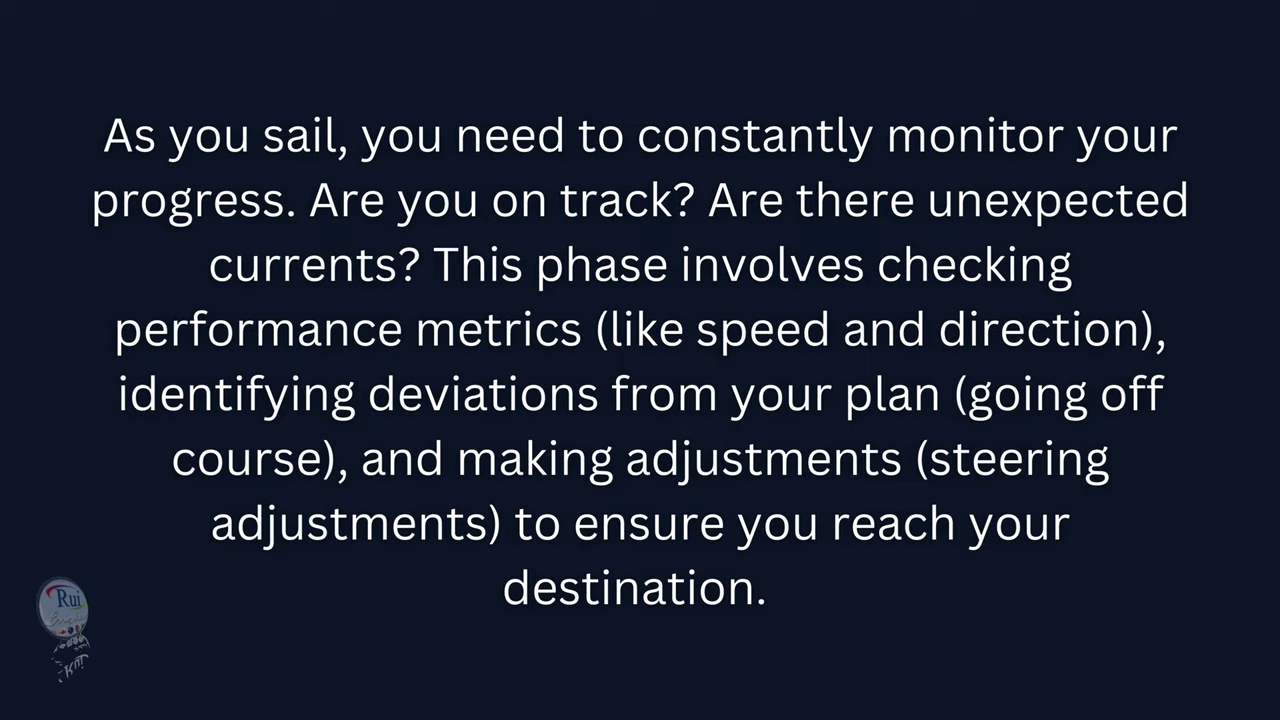 As you sail, you need to constantly monitor your
progress. Are you on track? Are there unexpected
currents? This phase involves checking
performance metrics (like speed and direction),
identifying deviations from your plan (going off
course), and making adjustments (steering
adjustments) to ensure you reach your
destination.
Rui